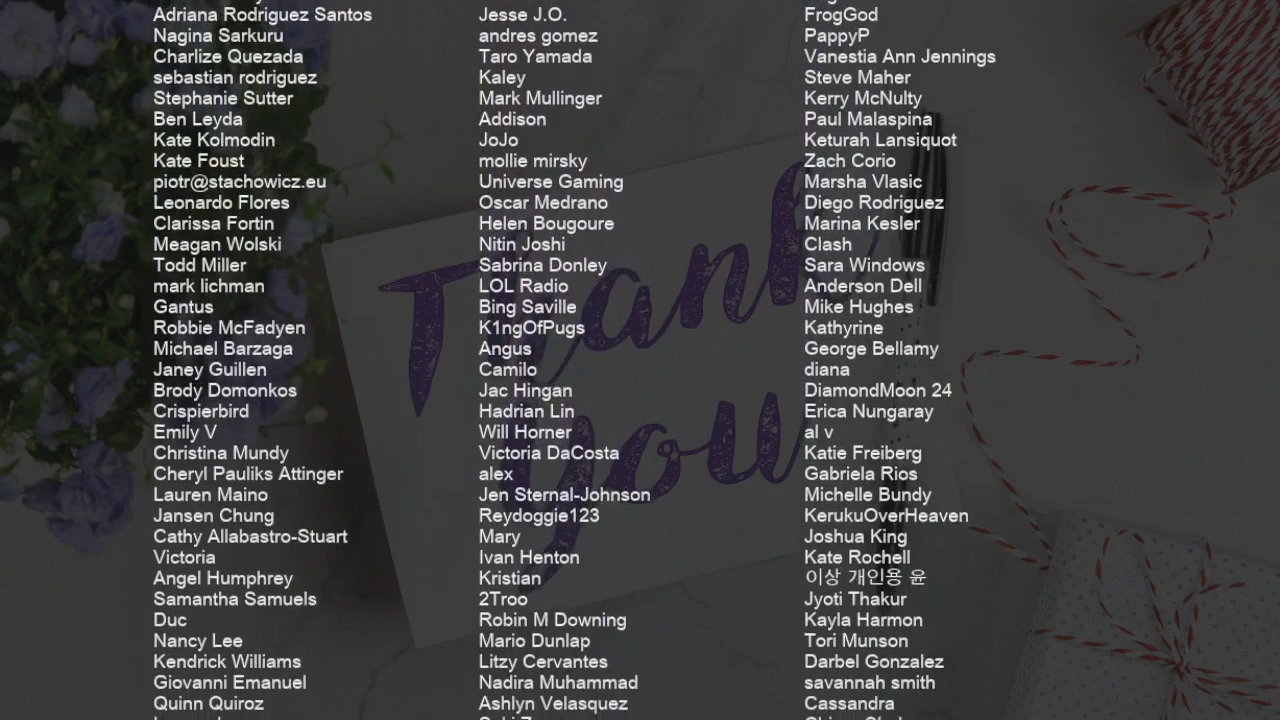 Adriana Rodriguez Santos
Nagina Sarkuru
Charlize Quezada
sebastian rodriguez
Stephanie Sutter
Ben Leyda
Kate Kolmodin
Kate Foust
piotr@stachowicz.eu
Leonardo Flores
Clarissa Fortin
Meagan Wolski
Todd Miller
mark lichman
Gantus
Robbie McFadyen
Michael Barzaga
Janey Guillen
Brody Domonkos
Crispierbird
Emily V
Christina Mundy
Cheryl Pauliks Attinger
Lauren Maino
Jansen Chung
Cathy Allabastro-Stuart
Victoria
Angel Humphrey
Samantha Samuels
Duc
Nancy Lee
Kendrick Williams
Giovanni Emanuel
Quinn Quiroz
Jesse J.O.
andres gomez
Taro Yamada
Kaley
Mark Mullinger
Addison
JoJo
mollie mirsky
Universe Gaming
Oscar Medrano
Helen Bougoure
Nitin Joshi
Sabrina Donley
LOL Radio
Bing Saville
K1ngOfPugs
Angus
Camilo
Jac Hingan
Hadrian Lin
Will Horner
Victoria DaCosta
alex
Jen Sternal-Johnson
Reydoggie123
Mary
Ivan Henton
Kristian
2Troo
Robin M Downing
Mario Dunlap
Litzy Cervantes
Nadira Muhammad
Ashlyn Velasquez
FrogGod
PappyP
Vanestia Ann Jennings
Steve Maher
Kerry McNulty
Paul Malaspina
Keturah Lansiquot
Zach Corio
Marsha Vlasic
Diego Rodriguez
Marina Kesler
Clash
Sara Windows
Anderson Dell
Mike Hughes
Kathyrine
George Bellamy
diana
DiamondMoon 24
Erica Nungaray
al v
Katie Freiberg
Gabriela Rios
Michelle Bundy
KerukuOverHeaven
Joshua King
Kate Rochell
이상 개인용 윤
Jyoti Thakur
Kayla Harmon
Tori Munson
Darbel Gonzalez
savannah smith
Cassandra
Thank
you